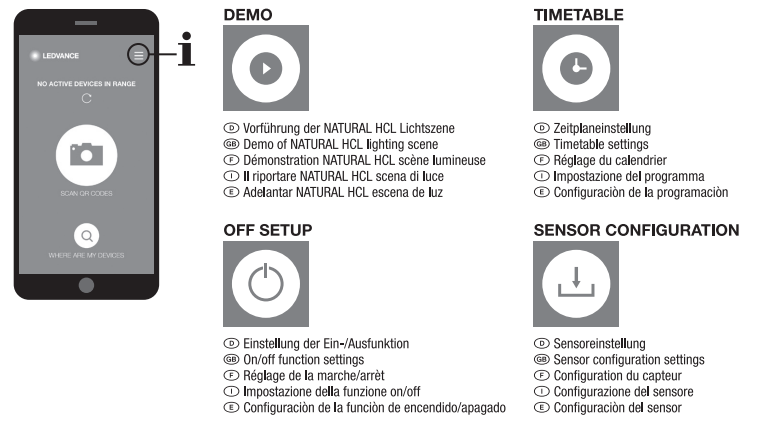 LEDVANCE
i
NO ACTIVE DEVICES IN RANGE
SCAN QR CODES
WHERE ARE MY DEVICES
DEMO
D Vorführung der NATURAL HCL Lichtszene
GB Demo of NATURAL HCL lighting scene
F Démonstration NATURAL HCL scène lumineuse
I Il riportare NATURAL HCL scena di luce
E Adelantar NATURAL HCL escena de luz
TIMETABLE
D Zeitplaneinstellung
GB Timetable settings
F Réglage du calendrier
I Impostazione del programma
E Configuraciòn de la programaciòn
OFF SETUP
D Einstellung der Ein-/Ausfunktion
GB On/off function settings
F Réglage de la marche/arrèt
I Impostazione della funzione on/off
E Configuraciòn de la funciòn de encendido/apagado
SENSOR CONFIGURATION
D Sensoreinstellung
GB Sensor configuration settings
F Configuration du capteur
I Configurazione del sensore
E Configuraciòn del sensor